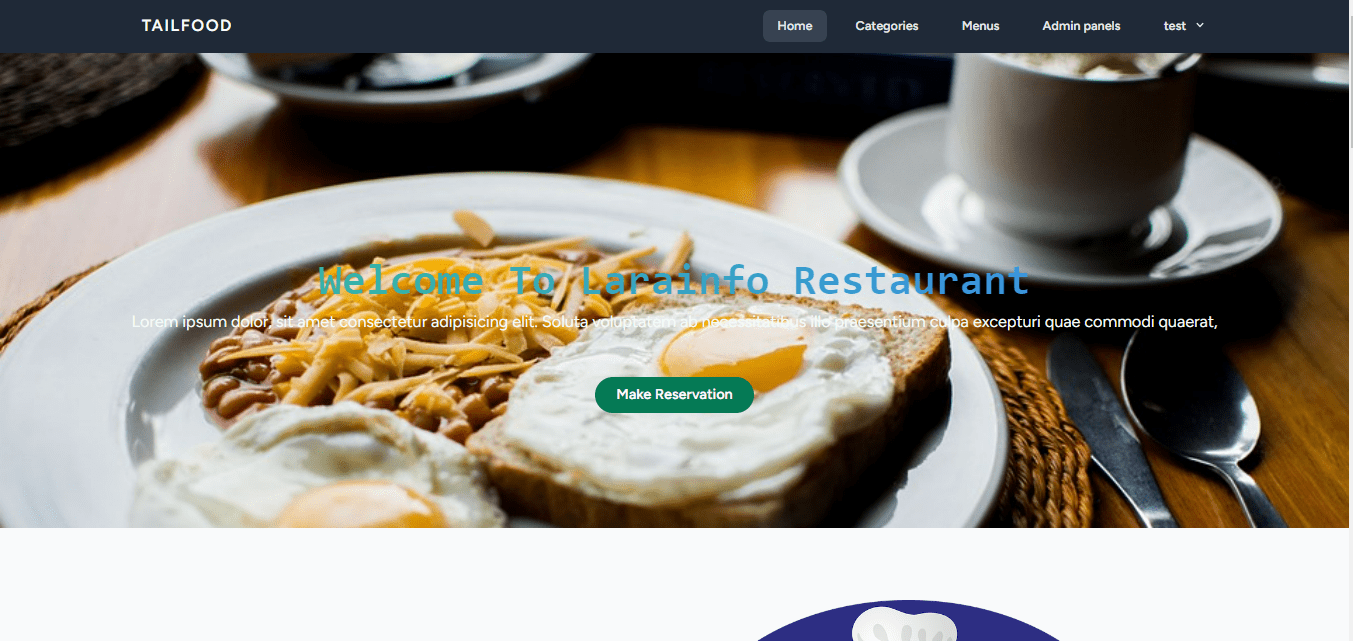 TAILFOOD
Home Categories Menus Admin panels test
Welcome To Larainfo Restaurant
Lorem ipsum dolor, sit amet consectetur adipisicing elit. Soluta voluptatem ab necessitatibus illo praesentium culpa excepturi quae commodi quaerat,
Make Reservation